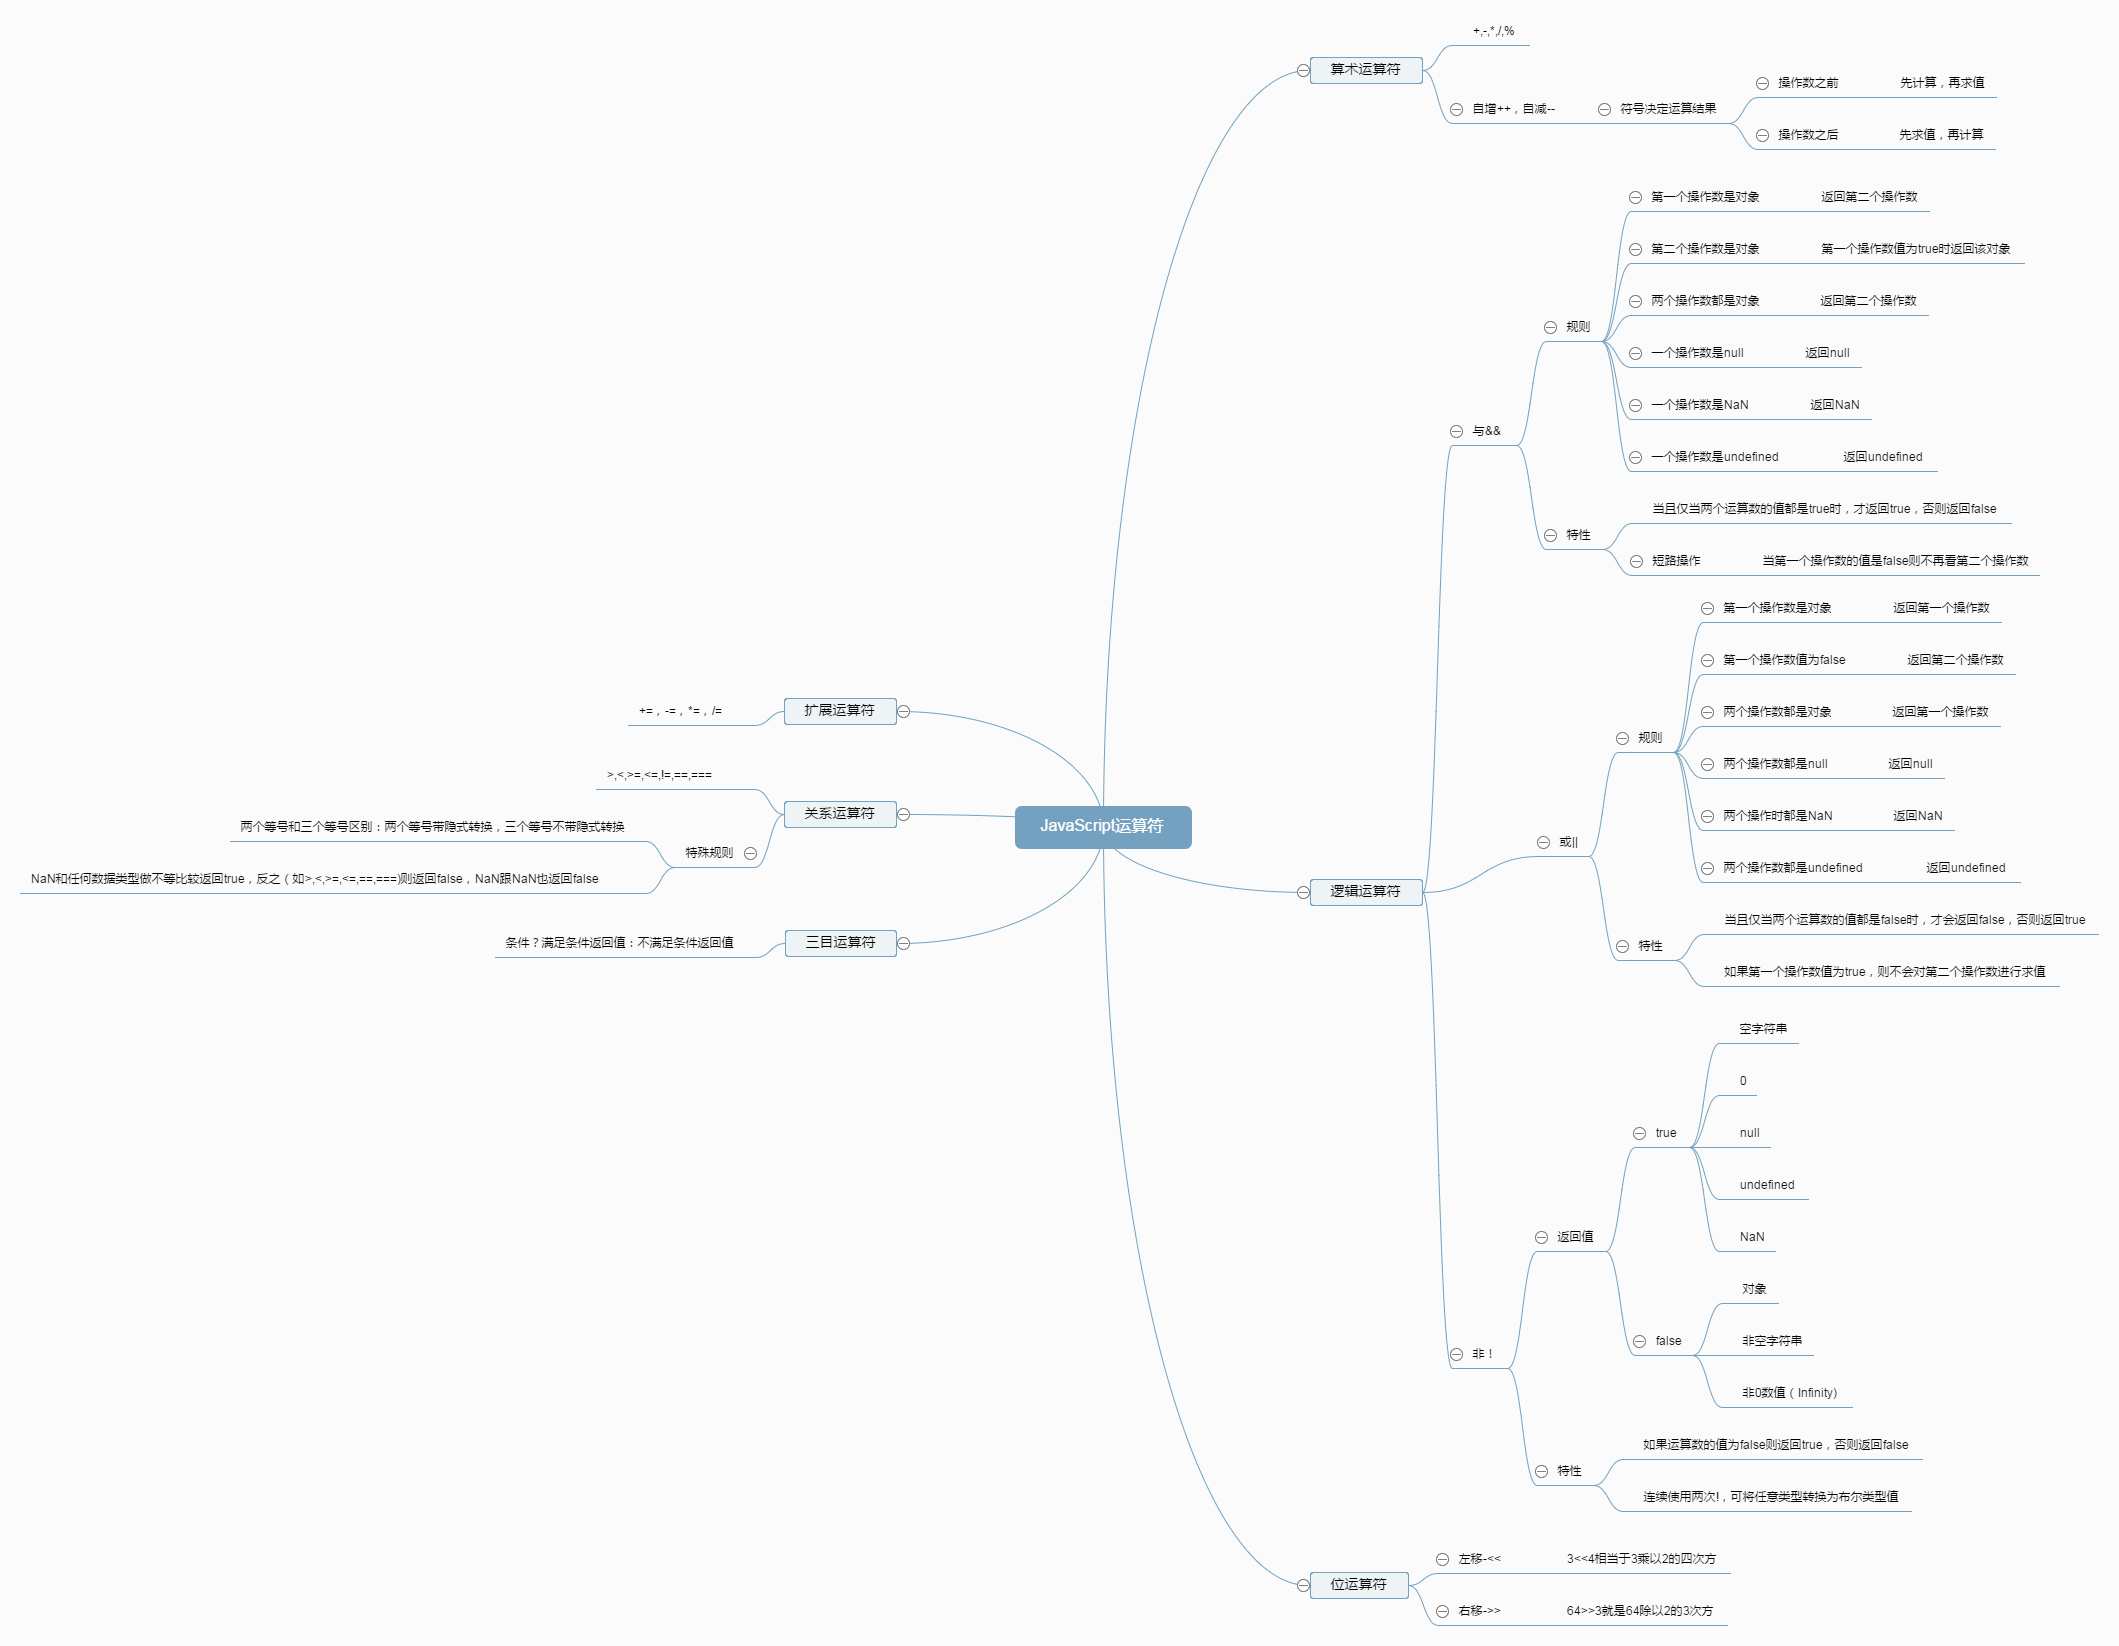 JavaScript运算符
算术运算符
+,-,*,/,%
自增++，自减--
符号决定运算结果
操作数之前
先计算，再求值
操作数之后
先求值，再计算
逻辑运算符
与&&
规则
第一个操作数是对象
返回第二个操作数
第二个操作数是对象
第一个操作数值为true时返回该对象
两个操作数都是对象
返回第二个操作数
一个操作数是null
返回null
一个操作数是NaN
返回NaN
一个操作数是undefined
返回undefined
特性
当且仅当两个运算数的值都是true时，才返回true，否则返回false
短路操作
当第一个操作数的值是false则不再看第二个操作数
或||
规则
第一个操作数是对象
返回第一个操作数
第一个操作数值为false
返回第二个操作数
两个操作数都是对象
返回第一个操作数
两个操作数都是null
返回null
两个操作时都是NaN
返回NaN
两个操作数都是undefined
返回undefined
特性
当且仅当两个运算数的值都是false时，才会返回false，否则返回true
如果第一个操作数值为true，则不会对第二个操作数进行求值
非！
返回值
true
空字符串
0
null
undefined
NaN
false
对象
非空字符串
非0数值（Infinity)
特性
如果运算数的值为false则返回true，否则返回false
连续使用两次!，可将任意类型转换为布尔类型值
位运算符
左移-<<
3<<4相当于3乘以2的四次方
右移->>
64>>3就是64除以2的3次方
扩展运算符
+=，-=，*=，/=
关系运算符
>,<,>=,<=,!=,==,===
特殊规则
两个等号和三个等号区别：两个等号带隐式转换，三个等号不带隐式转换
NaN和任何数据类型做不等比较返回true，反之（如>,<,>=,<=,==,===)则返回false，NaN跟NaN也返回false
三目运算符
条件？满足条件返回值：不满足条件返回值